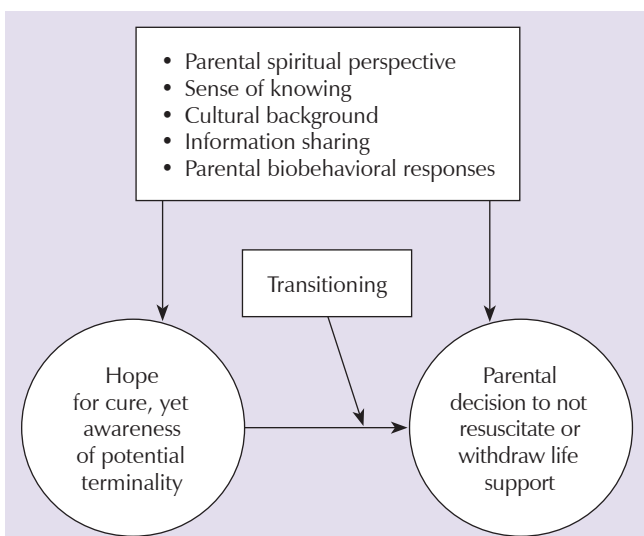 • Parental spiritual perspective
• Sense of knowing
• Cultural background
• Information sharing
• Parental biobehavioral responses
Transitioning
Hope
for cure, yet
awareness
of potential
terminality
Parental
decision to not
resuscitate or
withdraw life
support